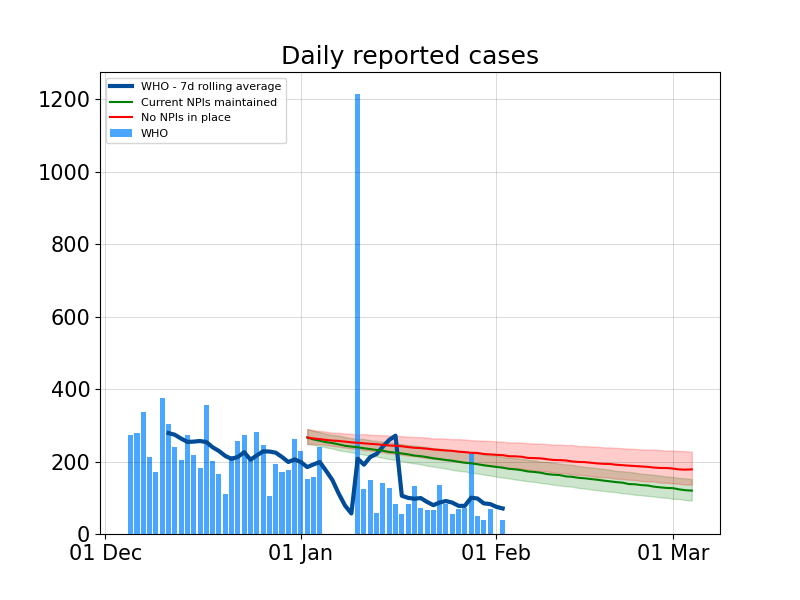 Daily reported cases
WHO - 7d rolling average
Current NPIs maintained
No NPIs in place
WHO
1200
1000
800
600
400
200
0
01 Dec
01 Jan
01 Feb
01 Mar